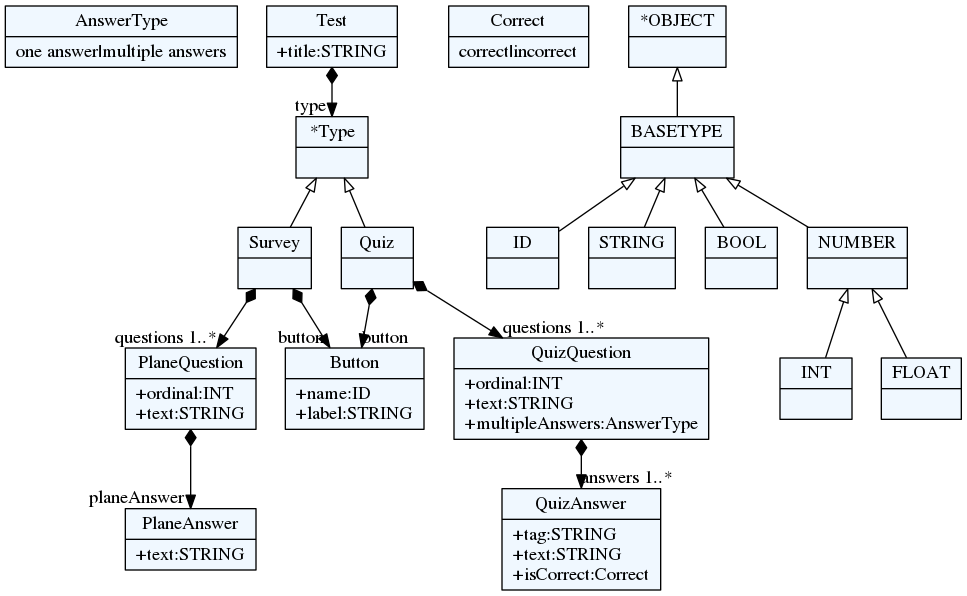 AnswerType
one answer|multiple answers
Test
+title:STRING
Correct
correct|incorrect
*OBJECT
type
*Type
BASETYPE
Survey
Quiz
ID
STRING
BOOL
NUMBER
questions 1..*
button
button
questions 1..*
PlaneQuestion
+ordinal:INT
+text:STRING
Button
+name:ID
+label:STRING
QuizQuestion
+ordinal:INT
+text:STRING
+multipleAnswers:AnswerType
INT
FLOAT
planeAnswer
answers 1..*
PlaneAnswer
+text:STRING
QuizAnswer
+tag:STRING
+text:STRING
+isCorrect:Correct